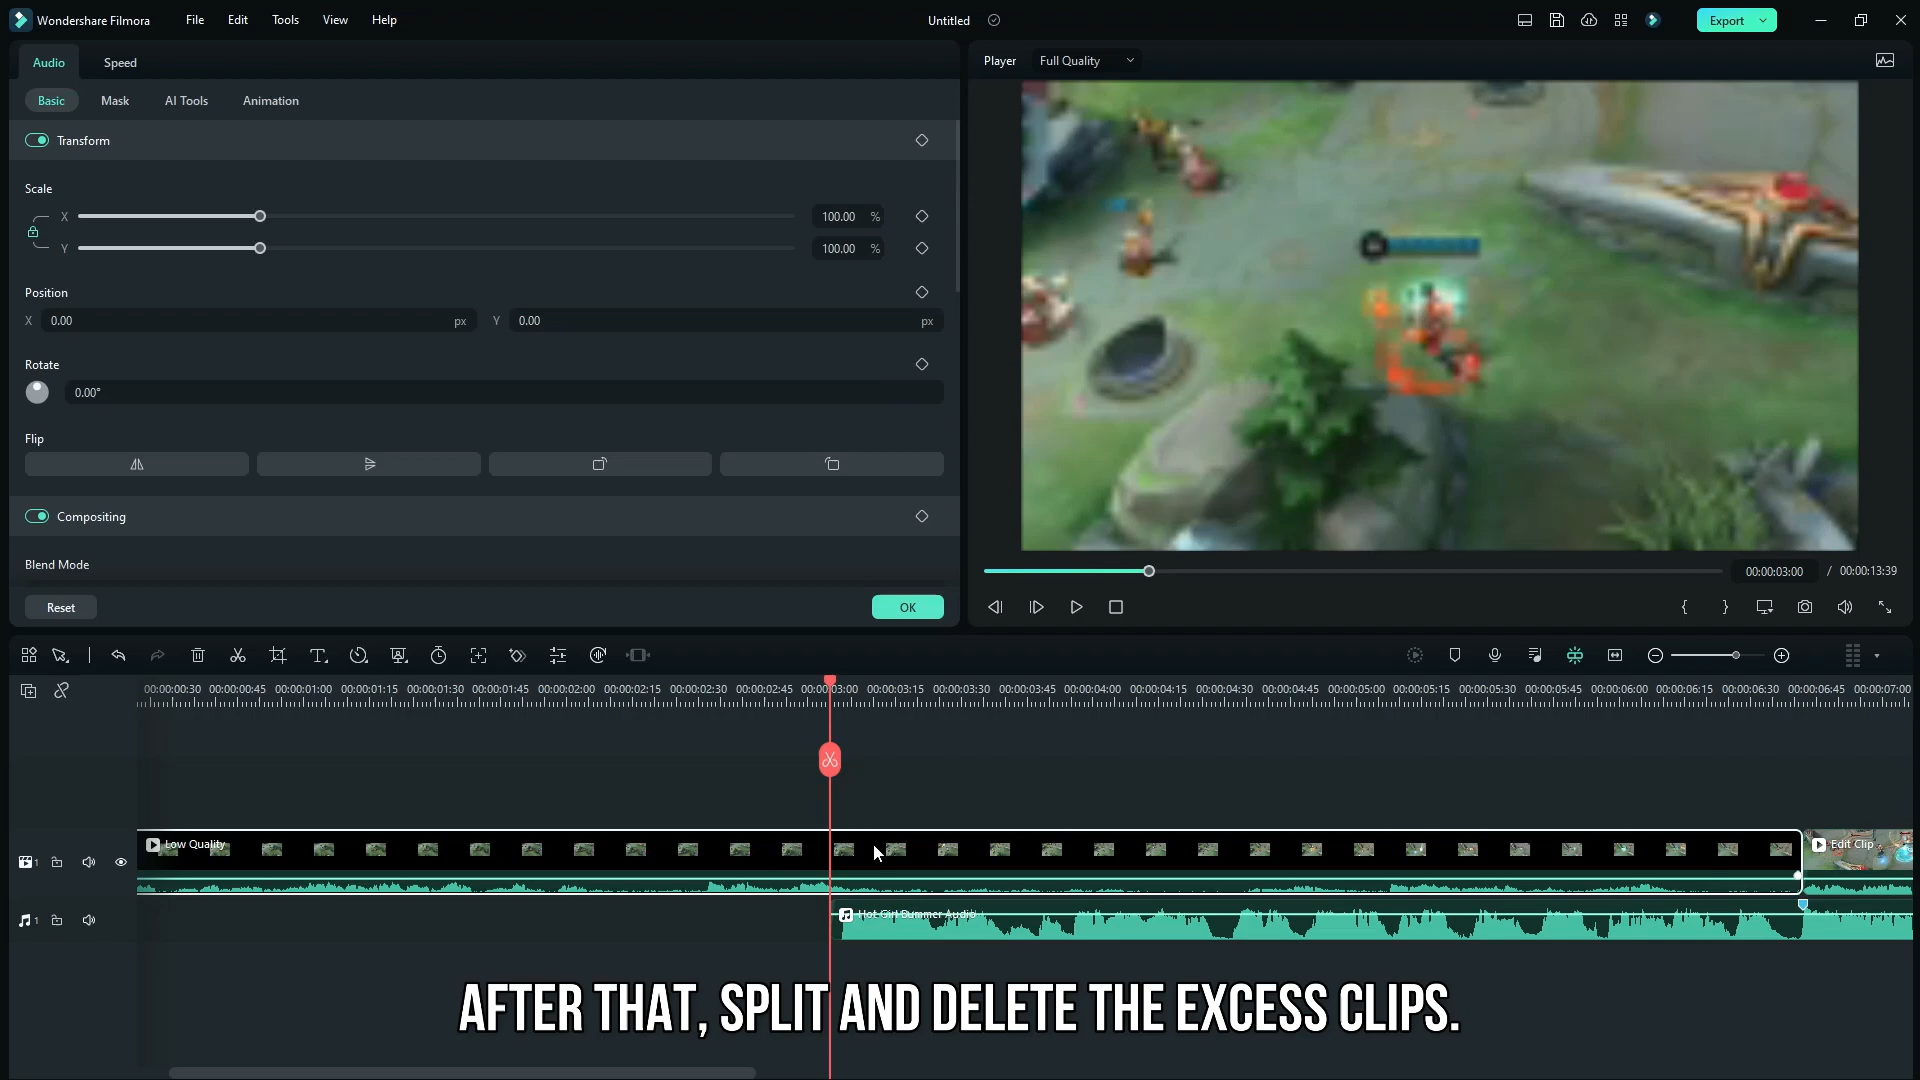 Wondershare Filmora File Edit Tools View Help Untitled Export
Audio Speed
Player Full Quality
Basic Mask AI Tools Animation
Transform
Scale
X 100.00 %
Y 100.00 %
Position
X 0.00 px Y 0.00 px
Rotate
0.00°
Flip
Compositing
Blend Mode
00:00:03:00 / 00:00:13:39
Reset OK
00:00:00:30 00:00:00:45 00:00:01:00 00:00:01:15 00:00:01:30 00:00:01:45 00:00:02:00 00:00:02:15 00:00:02:30 00:00:02:45 00:00:03:00 00:00:03:15 00:00:03:30 00:00:03:45 00:00:04:00 00:00:04:15 00:00:04:30 00:00:04:45 00:00:05:00 00:00:05:15 00:00:05:30 00:00:05:45 00:00:06:00 00:00:06:15 00:00:06:30 00:00:06:45 00:00:07:00
Low Quality Edit Clip
1
1 Hot Girl Bummer Audio
AFTER THAT, SPLIT AND DELETE THE EXCESS CLIPS.